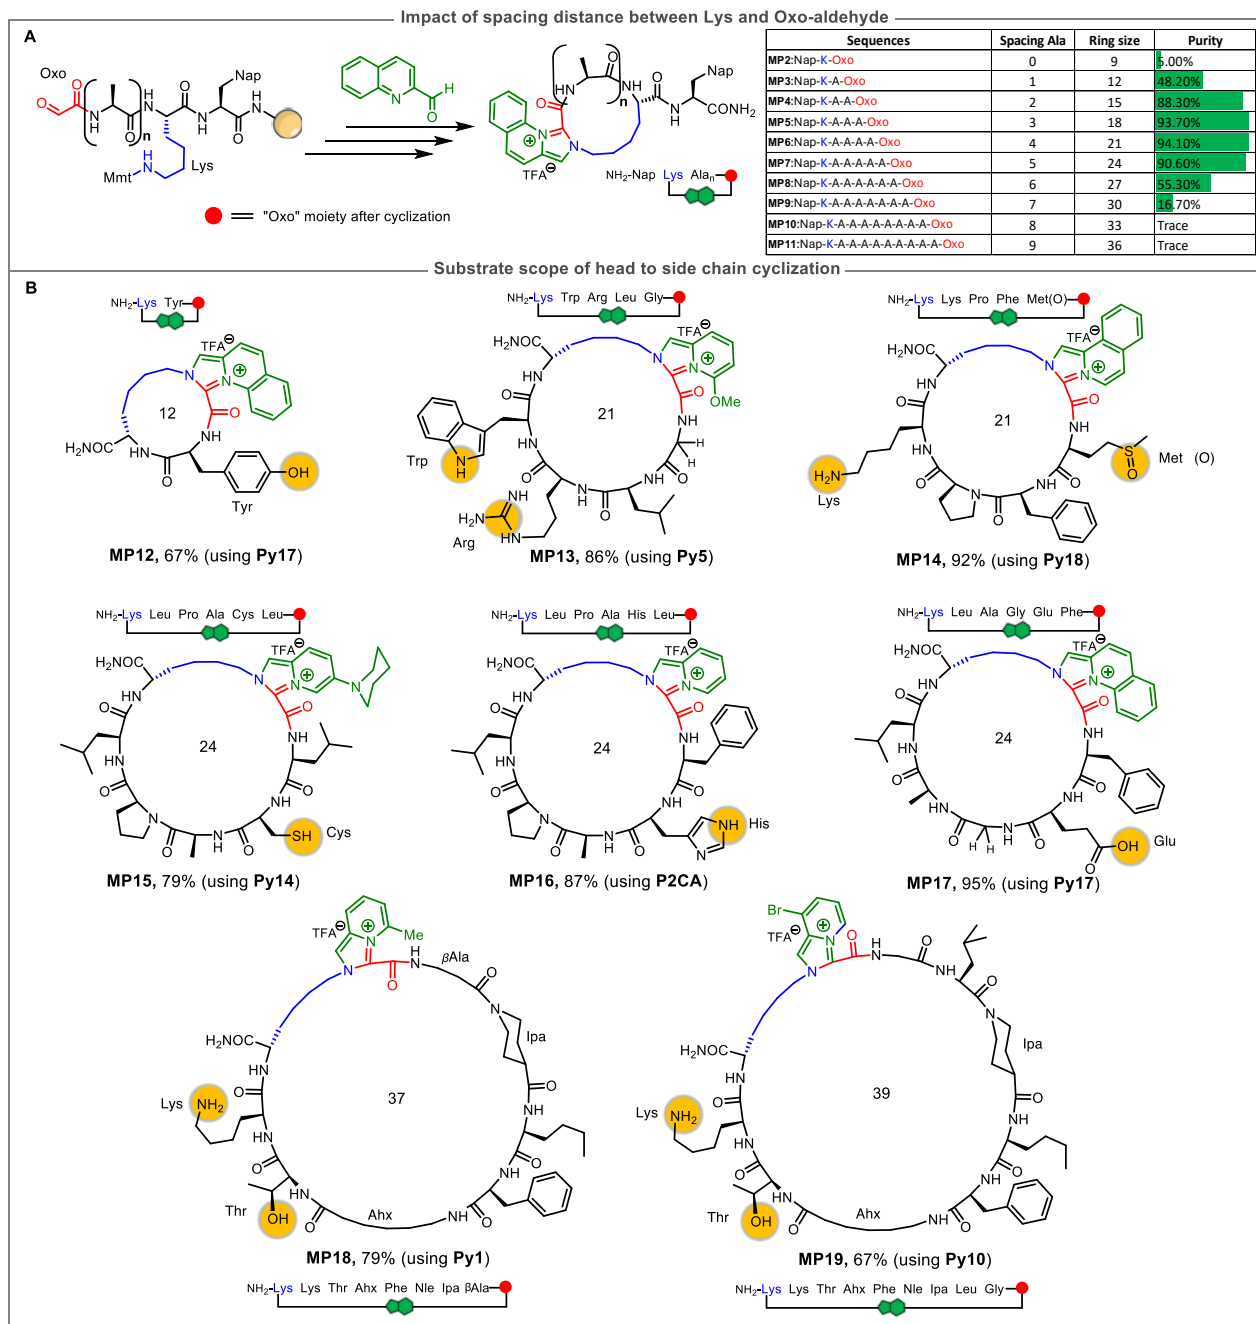 Impact of spacing distance between Lys and Oxo-aldehyde
A
Oxo
O
O
H
N
H
O
n
H
N
O
Nap
N
H
HN
Mmt
Lys
N
O
H
O
N
H
O
n
H
N
O
Nap
N
H
CONH2
N
N
TFA⊖
NH2-Nap Lys Alan
"Oxo" moiety after cyclization
Sequences Spacing Ala Ring size Purity
MP2:Nap-K-Oxo 0 9 5.00%
MP3:Nap-K-A-Oxo 1 12 48.20%
MP4:Nap-K-A-A-Oxo 2 15 88.30%
MP5:Nap-K-A-A-A-Oxo 3 18 93.70%
MP6:Nap-K-A-A-A-A-Oxo 4 21 94.10%
MP7:Nap-K-A-A-A-A-A-Oxo 5 24 90.60%
MP8:Nap-K-A-A-A-A-A-A-Oxo 6 27 55.30%
MP9:Nap-K-A-A-A-A-A-A-A-Oxo 7 30 16.70%
MP10:Nap-K-A-A-A-A-A-A-A-A-Oxo 8 33 Trace
MP11:Nap-K-A-A-A-A-A-A-A-A-A-Oxo 9 36 Trace
Substrate scope of head to side chain cyclization
B
NH2-Lys Tyr
TFA⊖
12
H2NOC
OH
Tyr
MP12, 67% (using Py17)
NH2-Lys Trp Arg Leu Gly
TFA⊖
H2NOC
OMe
21
Trp
Arg
MP13, 86% (using Py5)
NH2-Lys Lys Pro Phe Met(O)
TFA⊖
H2NOC
21
H2N
Lys
Met (O)
MP14, 92% (using Py18)
NH2-Lys Leu Pro Ala Cys Leu
TFA⊖
H2NOC
24
SH
Cys
MP15, 79% (using Py14)
NH2-Lys Leu Pro Ala His Leu
TFA⊖
H2NOC
24
NH
His
MP16, 87% (using P2CA)
NH2-Lys Leu Ala Gly Glu Phe
TFA⊖
H2NOC
24
OH
Glu
MP17, 95% (using Py17)
TFA⊖
Me
βAla
Ipa
H2NOC
37
Lys
NH2
Thr
OH
Ahx
MP18, 79% (using Py1)
NH2-Lys Lys Thr Ahx Phe Nle Ipa βAla
Br
TFA⊖
Ipa
H2NOC
39
Lys
NH2
Thr
OH
Ahx
MP19, 67% (using Py10)
NH2-Lys Lys Thr Ahx Phe Nle Ipa Leu Gly